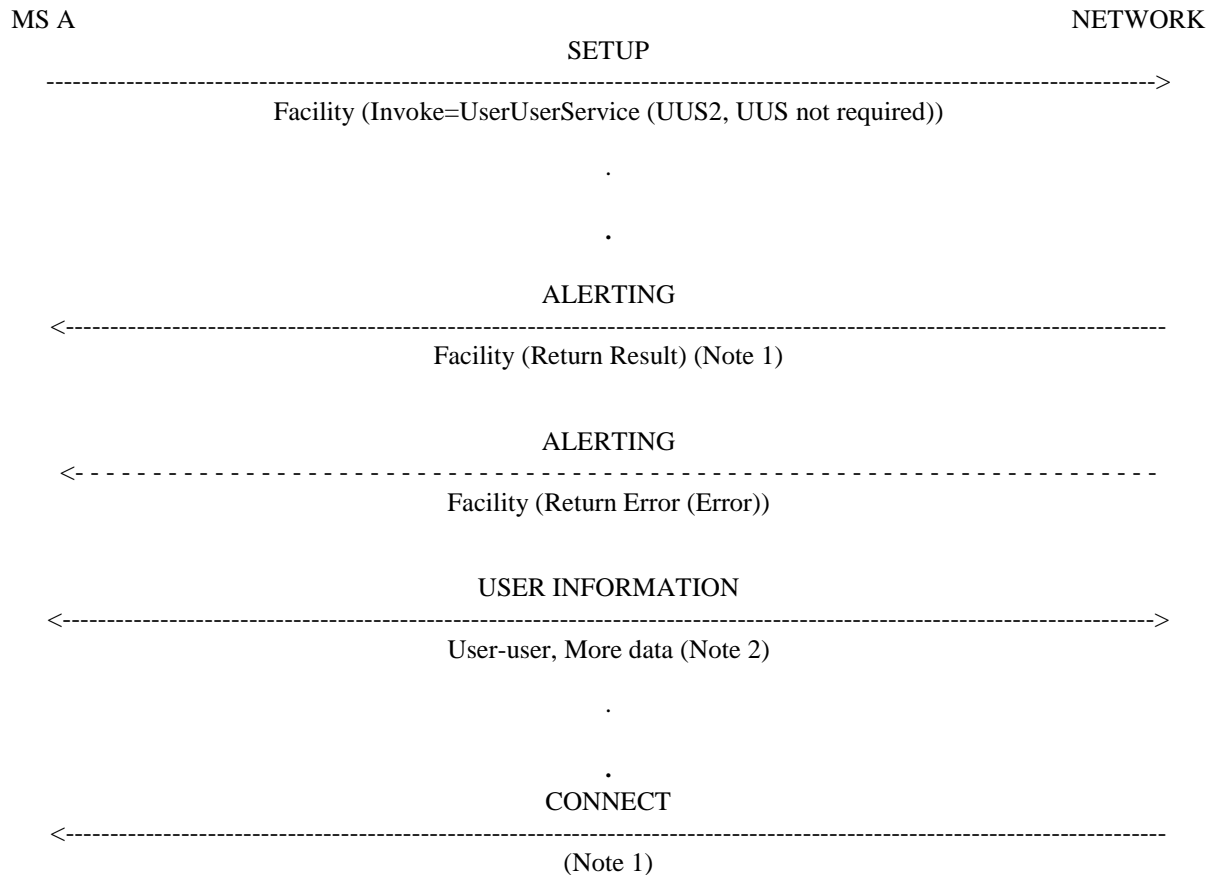 MS A NETWORK
SETUP
------------------------------------------------------------------------------------------------------------------------------>
Facility (Invoke=UserUserService (UUS2, UUS not required))
.
.
ALERTING
<-----------------------------------------------------------------------------------------------------------------------------
Facility (Return Result) (Note 1)
ALERTING
<- - - - - - - - - - - - - - - - - - - - - - - - - - - - - - - - - - - - - - - - - - - - - - - - - - - - - - - - - - - - - - - - - - - -
Facility (Return Error (Error))
USER INFORMATION
<---------------------------------------------------------------------------------------------------------------------------->
User-user, More data (Note 2)
.
.
CONNECT
<-----------------------------------------------------------------------------------------------------------------------------
(Note 1)